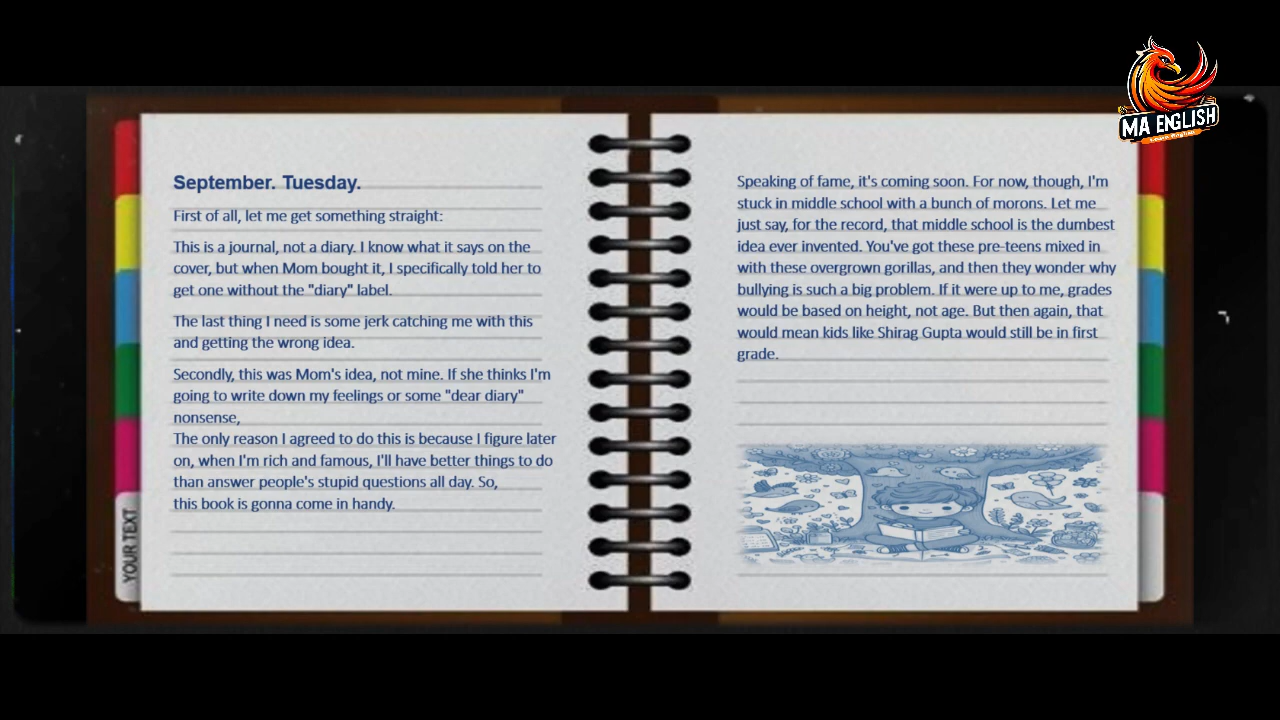 MA ENGLISH
Learn English
September. Tuesday.
First of all, let me get something straight:
This is a journal, not a diary. I know what it says on the
cover, but when Mom bought it, I specifically told her to
get one without the "diary" label.
The last thing I need is some jerk catching me with this
and getting the wrong idea.
Secondly, this was Mom's idea, not mine. If she thinks I'm
going to write down my feelings or some "dear diary"
nonsense,
The only reason I agreed to do this is because I figure later
on, when I'm rich and famous, I'll have better things to do
than answer people's stupid questions all day. So,
this book is gonna come in handy.
YOUR TEXT
Speaking of fame, it's coming soon. For now, though, I'm
stuck in middle school with a bunch of morons. Let me
just say, for the record, that middle school is the dumbest
idea ever invented. You've got these pre-teens mixed in
with these overgrown gorillas, and then they wonder why
bullying is such a big problem. If it were up to me, grades
would be based on height, not age. But then again, that
would mean kids like Shirag Gupta would still be in first
grade.